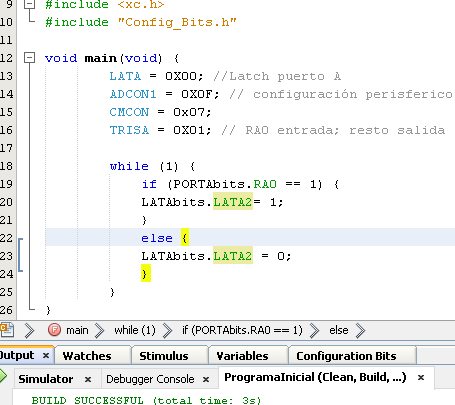 9 #include <xc.h>
10 #include "Config_Bits.h"
11
12 void main(void) {
13 LATA = 0X00; //Latch puerto A
14 ADCON1 = 0X0F; // configuración perisferico
15 CMCON = 0x07;
16 TRISA = 0X01; // RA0 entrada; resto salida
17
18 while (1) {
19 if (PORTAbits.RA0 == 1) {
20 LATAbits.LATA2= 1;
21 }
22 else {
23 LATAbits.LATA2 = 0;
24 }
25 }
26 }
main while (1) if (PORTAbits.RA0 == 1) else
Output × Watches Stimulus Variables Configuration Bits
Simulator × Debugger Console × ProgramaInicial (Clean, Build, ...) ×
BUILD SUCCESSFUL (total time: 3s)